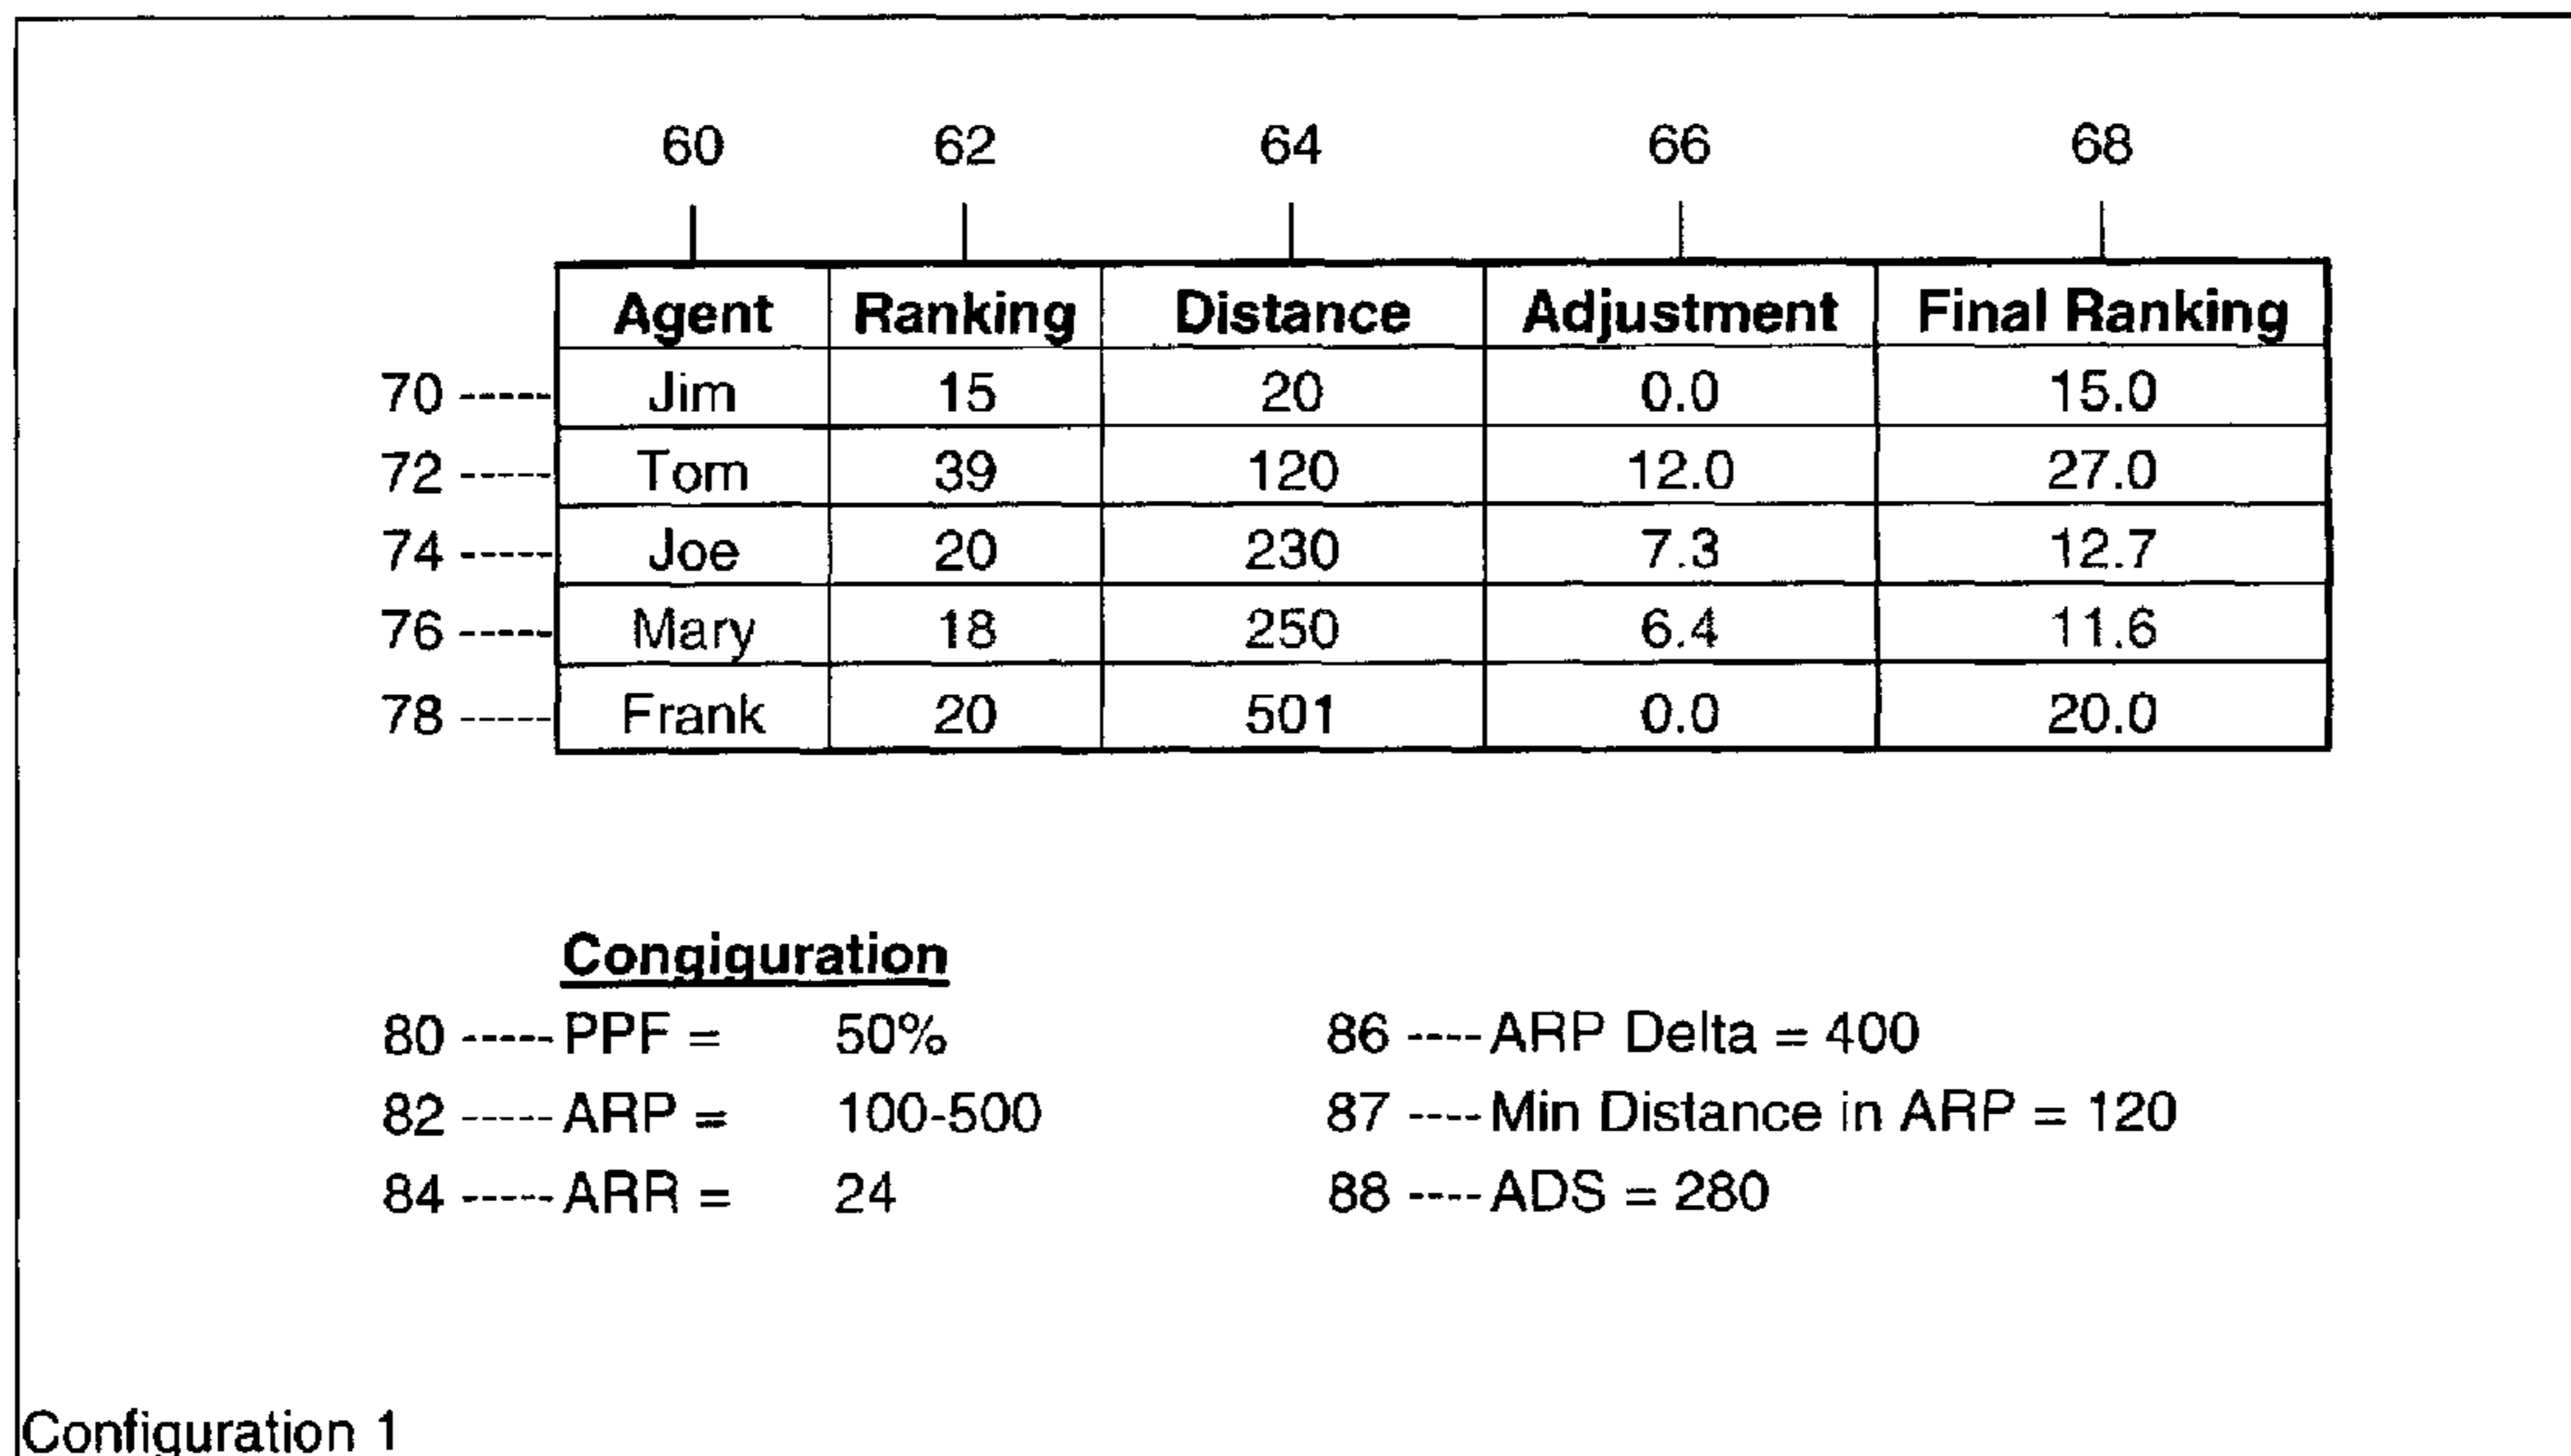 60 62 64 66 68
Agent Ranking Distance Adjustment Final Ranking
70 ----- Jim 15 20 0.0 15.0
72 ----- Tom 39 120 12.0 27.0
74 ----- Joe 20 230 7.3 12.7
76 ----- Mary 18 250 6.4 11.6
78 ----- Frank 20 501 0.0 20.0
Congiguration
80 ----- PPF = 50% 86 ---- ARP Delta = 400
82 ----- ARP = 100-500 87 ---- Min Distance in ARP = 120
84 ----- ARR = 24 88 ---- ADS = 280
Configuration 1